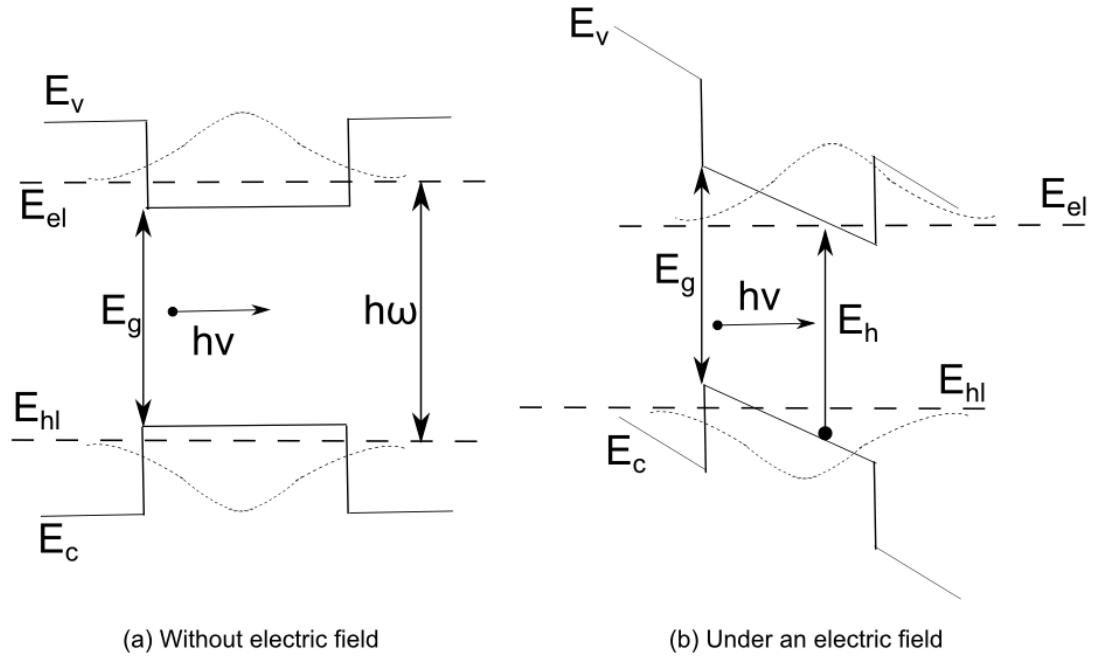 E_v
E_el
E_g
hv
hω
E_hl
E_c
(a) Without electric field
E_v
E_el
E_g
hv
E_h
E_hl
E_c
(b) Under an electric field